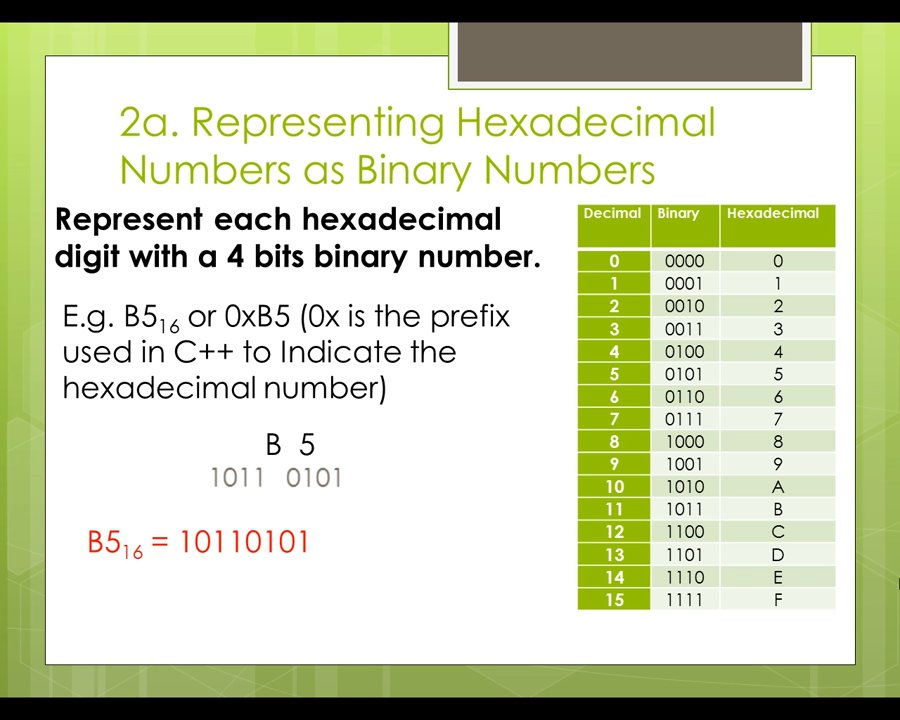 2a. Representing Hexadecimal
Numbers as Binary Numbers
Represent each hexadecimal
digit with a 4 bits binary number.
E.g. B5₁₆ or 0xB5 (0x is the prefix
used in C++ to Indicate the
hexadecimal number)
B 5
1011 0101
B5₁₆ = 10110101
Decimal Binary Hexadecimal
0 0000 0
1 0001 1
2 0010 2
3 0011 3
4 0100 4
5 0101 5
6 0110 6
7 0111 7
8 1000 8
9 1001 9
10 1010 A
11 1011 B
12 1100 C
13 1101 D
14 1110 E
15 1111 F